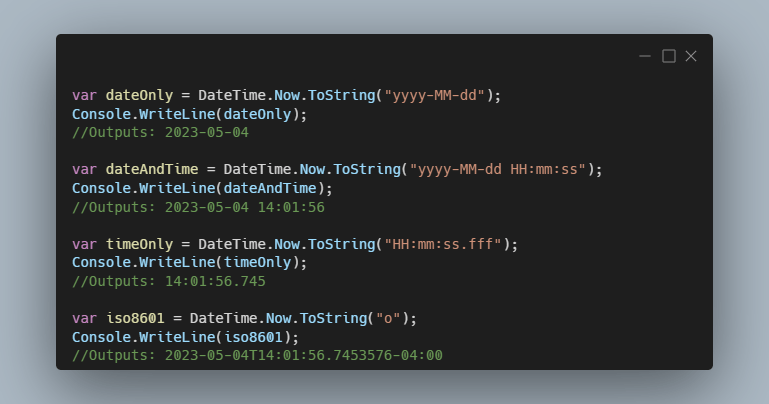 var dateOnly = DateTime.Now.ToString("yyyy-MM-dd");
Console.WriteLine(dateOnly);
//Outputs: 2023-05-04
var dateAndTime = DateTime.Now.ToString("yyyy-MM-dd HH:mm:ss");
Console.WriteLine(dateAndTime);
//Outputs: 2023-05-04 14:01:56
var timeOnly = DateTime.Now.ToString("HH:mm:ss.fff");
Console.WriteLine(timeOnly);
//Outputs: 14:01:56.745
var iso8601 = DateTime.Now.ToString("o");
Console.WriteLine(iso8601);
//Outputs: 2023-05-04T14:01:56.7453576-04:00